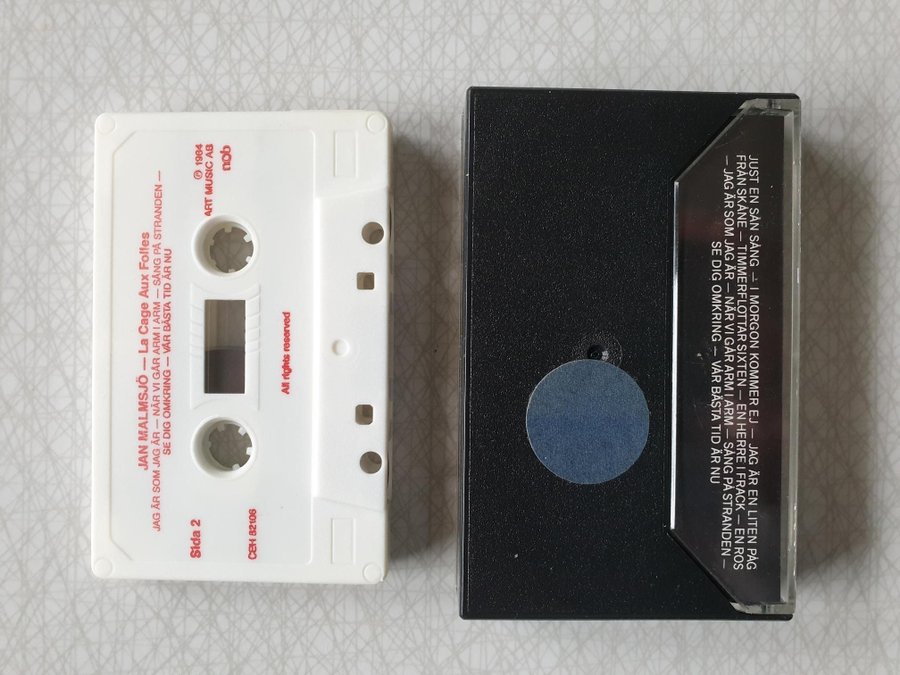 JAN MALMSJÖ — La Cage Aux Folles
JAG ÄR SOM JAG ÄR — NÄR VI GÅR ARM I ARM — SÅNG PÅ STRANDEN —
SE DIG OMKRING — VÅR BÄSTA TID ÄR NU
Sida 2
℗ 1984
ART MUSIC AB
nob
CEH 82106
All rights reserved
JUST EN SÅN SÅNG — I MORGON KOMMER EJ — JAG ÄR EN LITEN PÅG
FRÅN SKÅNE — TIMMERFLOTTAR SIXTEN — EN HERRE I FRACK — EN ROS
— JAG ÄR SOM JAG ÄR — NÄR VI GÅR ARM I ARM — SÅNG PÅ STRANDEN —
SE DIG OMKRING — VÅR BÄSTA TID ÄR NU